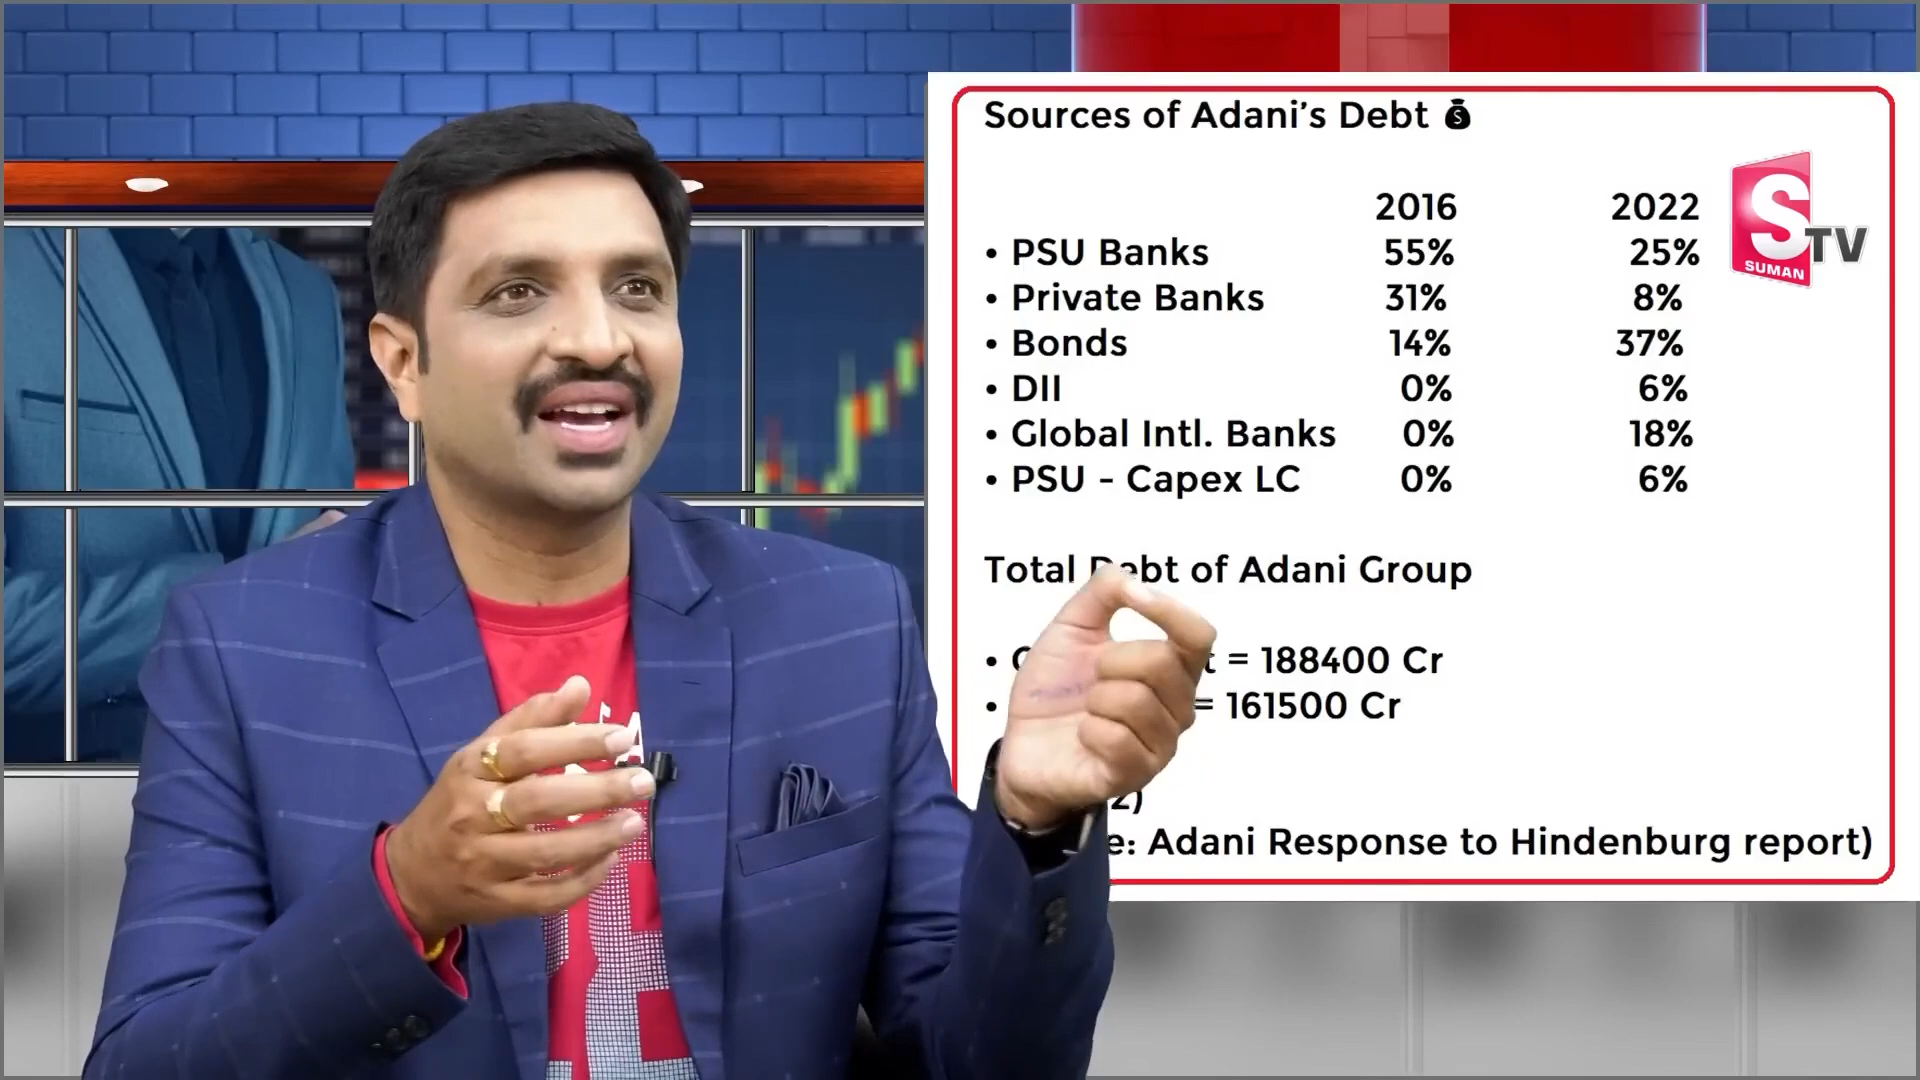 Sources of Adani's Debt
2016 2022
• PSU Banks 55% 25%
• Private Banks 31% 8%
• Bonds 14% 37%
• DII 0% 6%
• Global Intl. Banks 0% 18%
• PSU - Capex LC 0% 6%
S TV
SUMAN
Total Debt of Adani Group
• = 188400 Cr
• = 161500 Cr
2)
e: Adani Response to Hindenburg report)